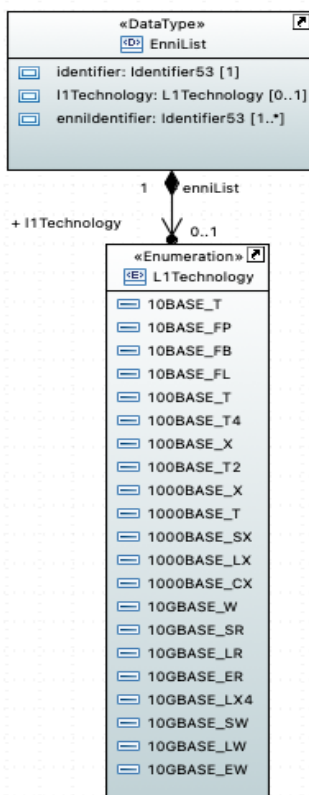 «DataType»
<D> EnniList
identifier: Identifier53 [1]
l1Technology: L1Technology [0..1]
enniIdentifier: Identifier53 [1..*]
1 enniList
+ l1Technology
0..1
«Enumeration»
<E> L1Technology
10BASE_T
10BASE_FP
10BASE_FB
10BASE_FL
100BASE_T
100BASE_T4
100BASE_X
100BASE_T2
1000BASE_X
1000BASE_T
1000BASE_SX
1000BASE_LX
1000BASE_CX
10GBASE_W
10GBASE_SR
10GBASE_LR
10GBASE_ER
10GBASE_LX4
10GBASE_SW
10GBASE_LW
10GBASE_EW